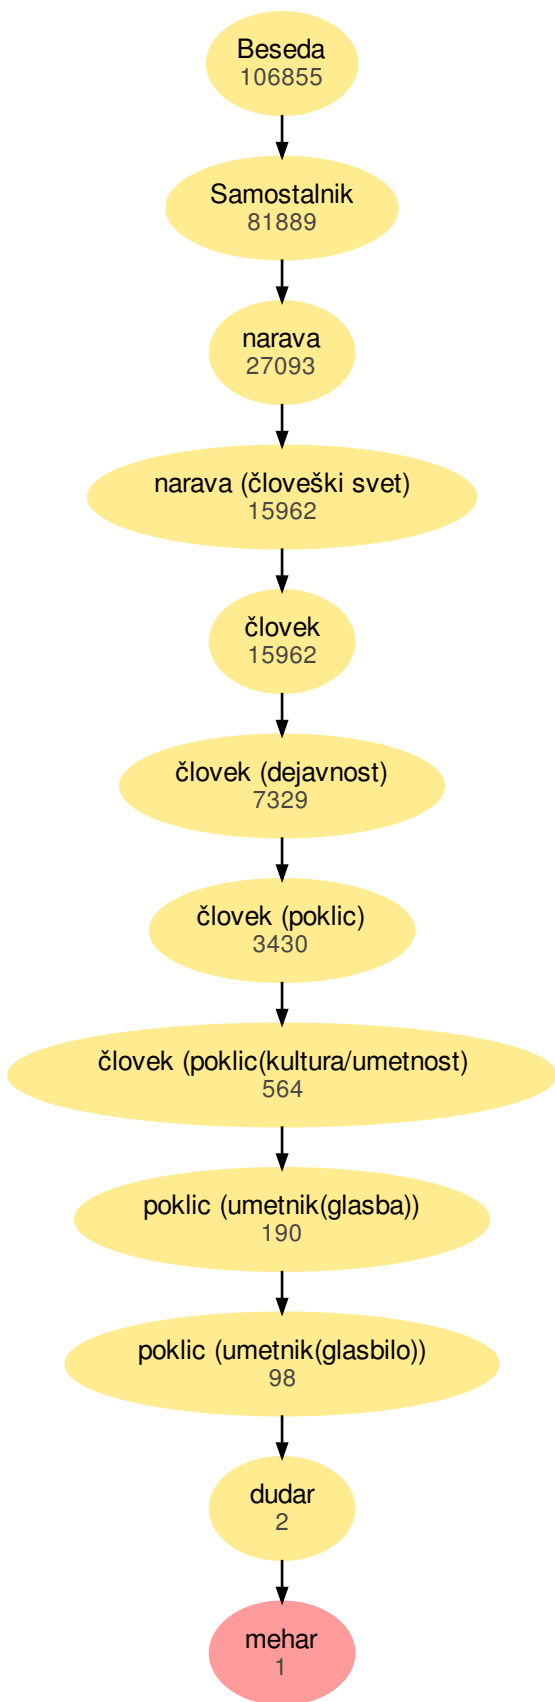 Beseda
106855
Samostalnik
81889
narava
27093
narava (človeški svet)
15962
človek
15962
človek (dejavnost)
7329
človek (poklic)
3430
človek (poklic(kultura/umetnost)
564
poklic (umetnik(glasba))
190
poklic (umetnik(glasbilo))
98
dudar
2
mehar
1